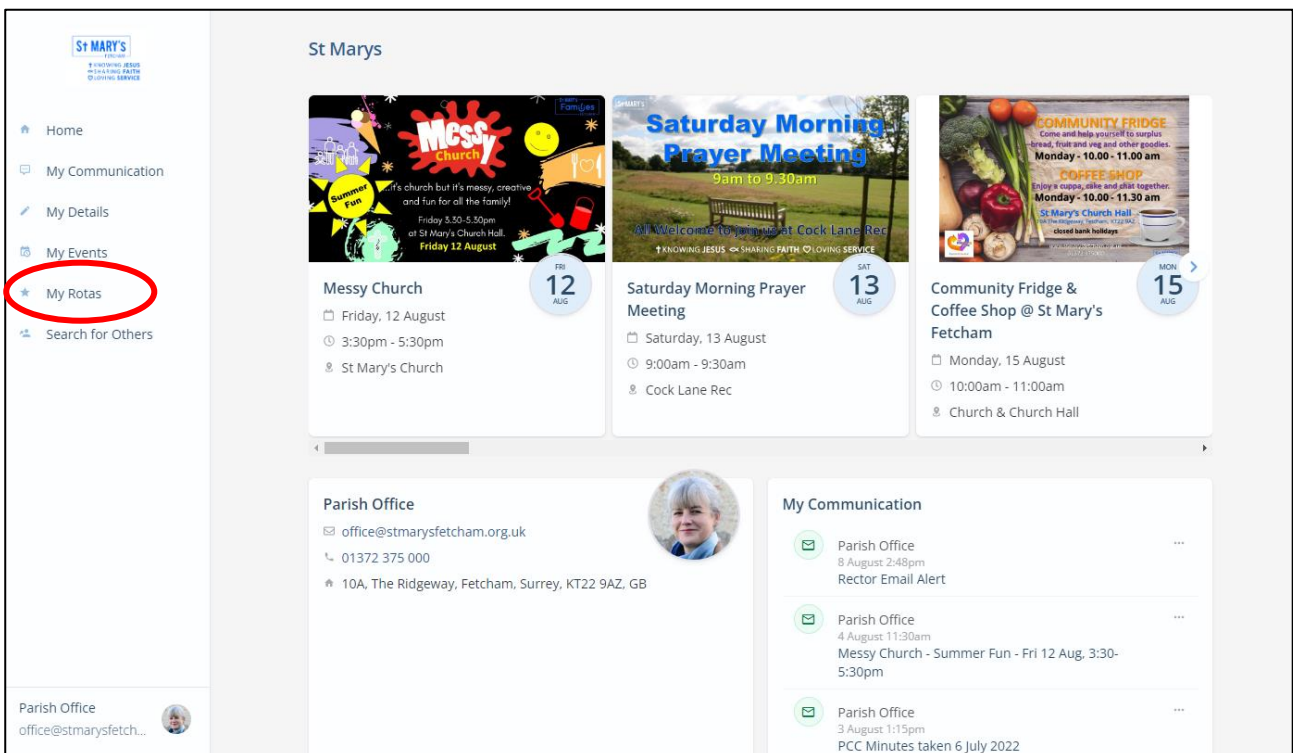 St MARY'S
FETCHAM
KNOWING JESUS
SHARING FAITH
LOVING SERVICE
Home
My Communication
My Details
My Events
My Rotas
Search for Others
Parish Office
office@stmarysfetch...
St Marys
Families
Messy
Church
Summer
Fun
...it's church but it's messy, creative
and fun for all the family!
Friday 3.30-5.30pm
at St Mary's Church Hall.
Friday 12 August
FRI
12
AUG
Messy Church
Friday, 12 August
3:30pm - 5:30pm
St Mary's Church
St MARY'S
Saturday Morning
Prayer Meeting
9am to 9.30am
All Welcome to join us at Cock Lane Rec
KNOWING JESUS SHARING FAITH LOVING SERVICE
SAT
13
AUG
Saturday Morning Prayer
Meeting
Saturday, 13 August
9:00am - 9:30am
Cock Lane Rec
COMMUNITY FRIDGE
Come and help yourself to surplus
bread, fruit and veg and other goodies.
Monday - 10.00 - 11.00 am
COFFEE SHOP
Enjoy a cuppa, cake and chat together.
Monday - 10.00 - 11.30 am
St Mary's Church Hall
closed bank holidays
MON
15
AUG
Community Fridge &
Coffee Shop @ St Mary's
Fetcham
Monday, 15 August
10:00am - 11:00am
Church & Church Hall
Parish Office
office@stmarysfetcham.org.uk
01372 375 000
10A, The Ridgeway, Fetcham, Surrey, KT22 9AZ, GB
My Communication
Parish Office
...
8 August 2:48pm
Rector Email Alert
Parish Office
...
4 August 11:30am
Messy Church - Summer Fun - Fri 12 Aug, 3:30-
5:30pm
Parish Office
...
3 August 1:15pm
PCC Minutes taken 6 July 2022